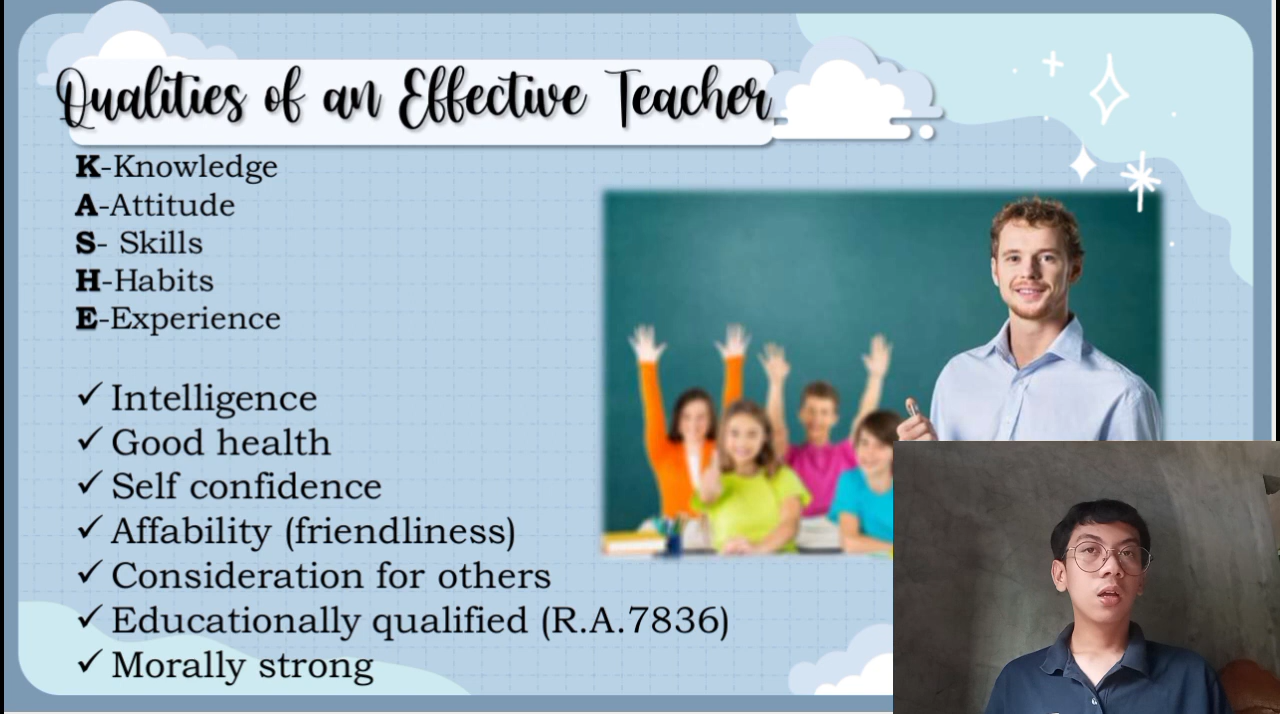 Qualities of an Effective Teacher
K-Knowledge
A-Attitude
S- Skills
H-Habits
E-Experience
✓ Intelligence
✓ Good health
✓ Self confidence
✓ Affability (friendliness)
✓ Consideration for others
✓ Educationally qualified (R.A.7836)
✓ Morally strong